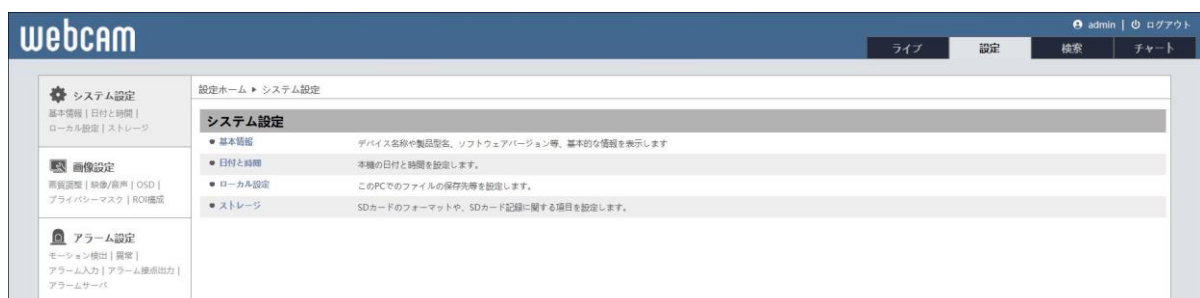 webcam
admin | ログアウト
ライブ 設定 検索 チャート
システム設定
基本情報 | 日付と時間 |
ローカル設定 | ストレージ
画像設定
画質調整 | 映像/音声 | OSD |
プライバシーマスク | ROI構成
アラーム設定
モーション検出 | 異常 |
アラーム入力 | アラーム接点出力 |
アラームサーバ
設定ホーム ▶ システム設定
システム設定
● 基本情報 デバイス名称や製品型名、ソフトウェアバージョン等、基本的な情報を表示します
● 日付と時間 本機の日付と時間を設定します。
● ローカル設定 このPCでのファイルの保存先等を設定します。
● ストレージ SDカードのフォーマットや、SDカード記録に関する項目を設定します。